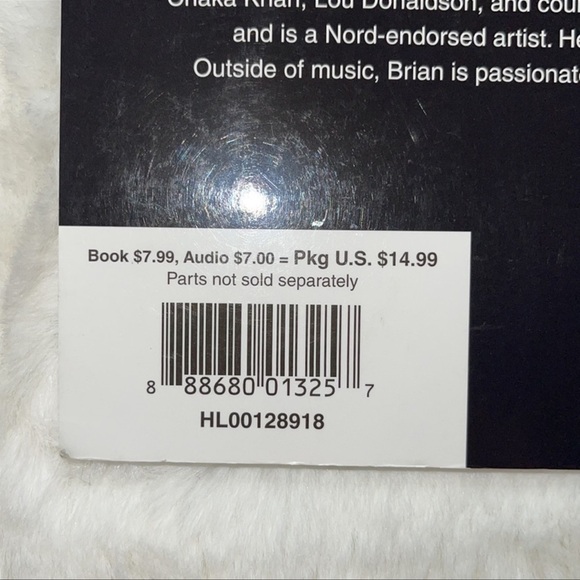 Chaka Khan, Lou Donaldson, and
and is a Nord-endorsed artist.
Outside of music, Brian is
Book $7.99, Audio $7.00 = Pkg U.S. $14.99
Parts not sold separately
8 88680 01325 7
HL00128918